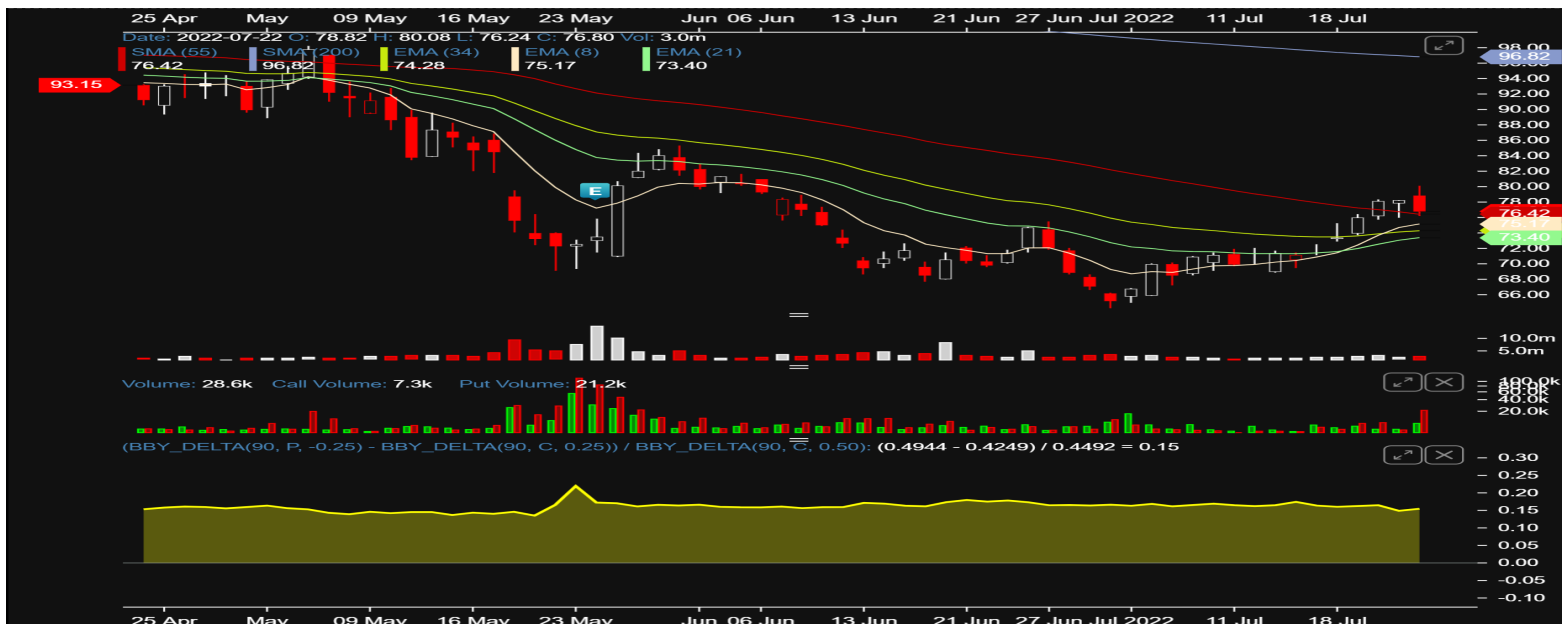 25 Apr May 09 May 16 May 23 May Jun 06 Jun 13 Jun 21 Jun 27 Jun Jul 2022 11 Jul 18 Jul
Date: 2022-07-22 O: 78.82 H: 80.08 L: 76.24 C: 76.80 Vol: 3.0m
SMA (55) SMA (200) EMA (34) EMA (8) EMA (21)
76.42 96.82 74.28 75.17 73.40
98.00
96.82
94.00
93.15
92.00
90.00
88.00
86.00
84.00
82.00
80.00
E
78.00
76.42
75.17
73.40
72.00
70.00
68.00
66.00
10.0m
5.0m
Volume: 28.6k Call Volume: 7.3k Put Volume: 21.2k
100.0k
40.0k
20.0k
(BBY_DELTA(90, P, -0.25) - BBY_DELTA(90, C, 0.25)) / BBY_DELTA(90, C, 0.50): (0.4944 - 0.4249) / 0.4492 = 0.15
0.30
0.25
0.20
0.15
0.10
0.05
0.00
-0.05
-0.10
25 Apr May 09 May 16 May 23 May Jun 06 Jun 13 Jun 21 Jun 27 Jun Jul 2022 11 Jul 18 Jul